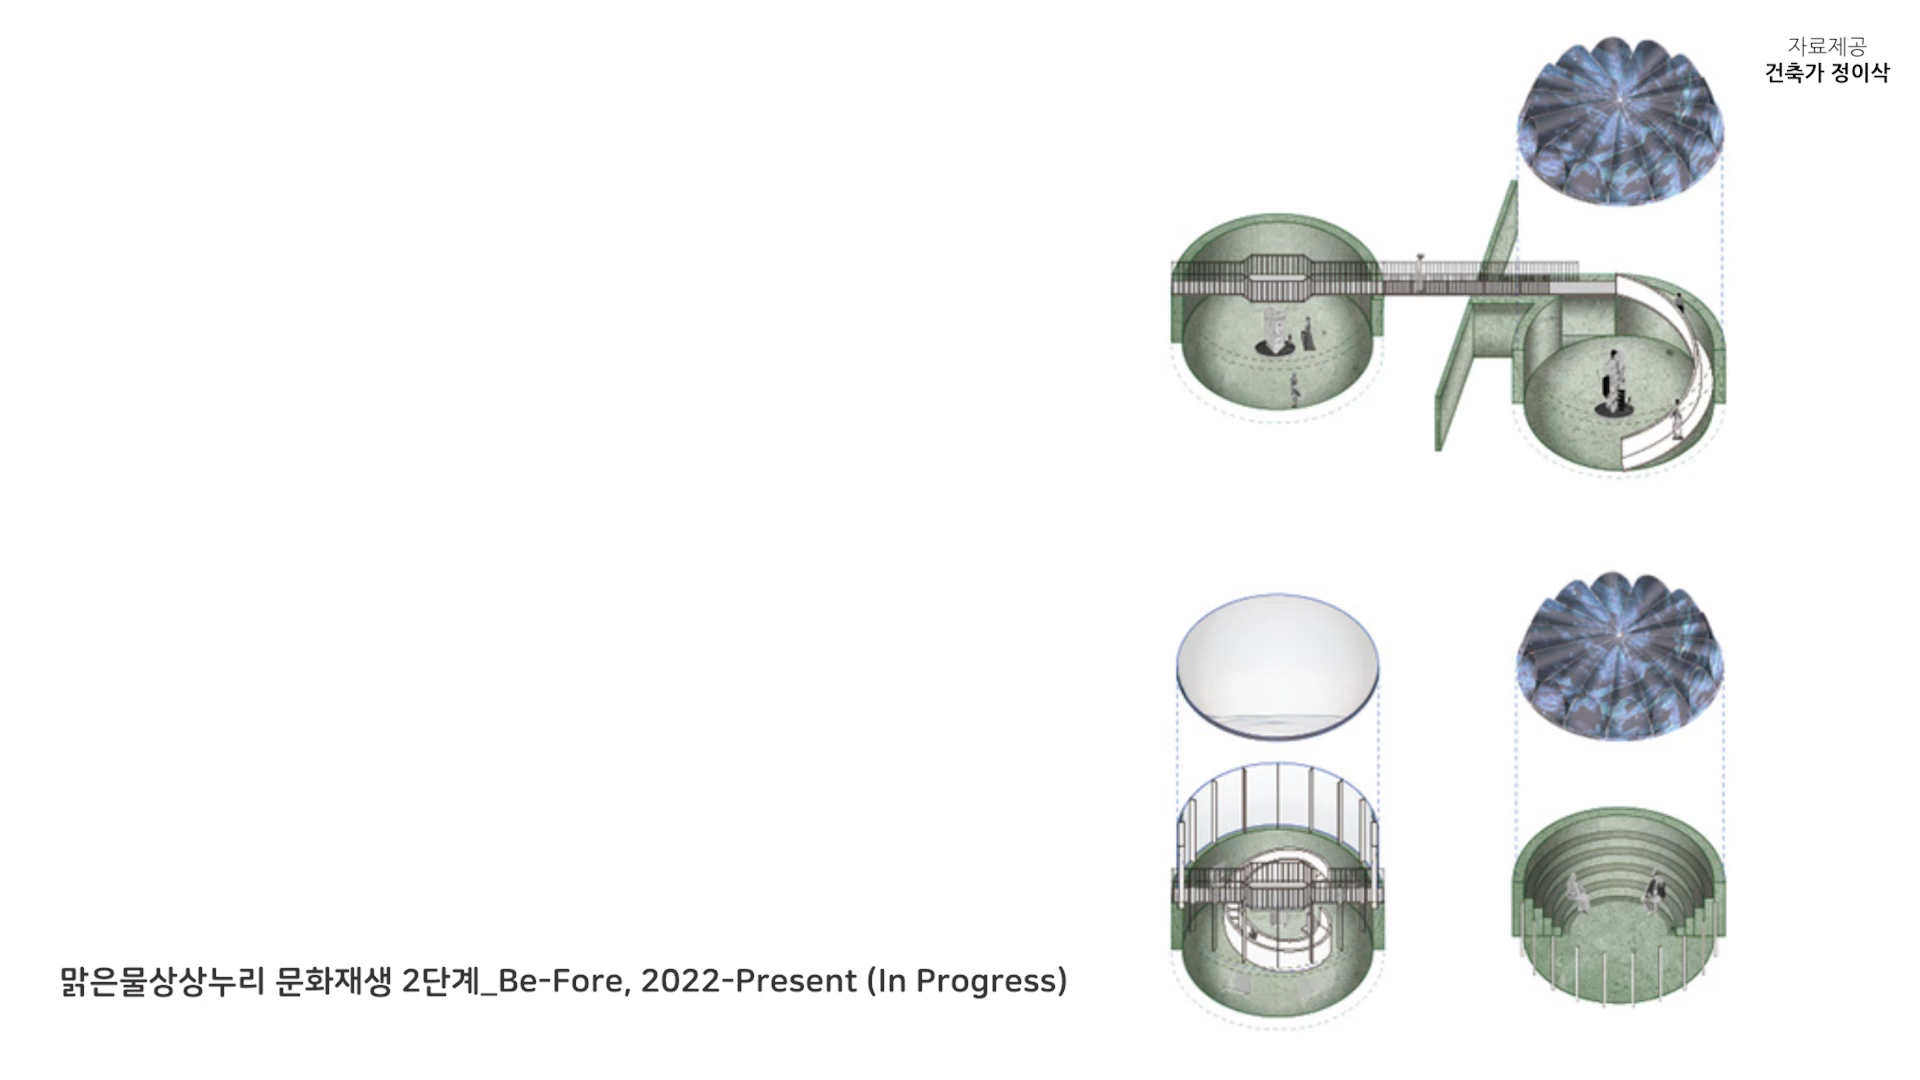 자료제공
건축가 정이삭
맑은물상상누리 문화재생 2단계_Be-Fore, 2022-Present (In Progress)